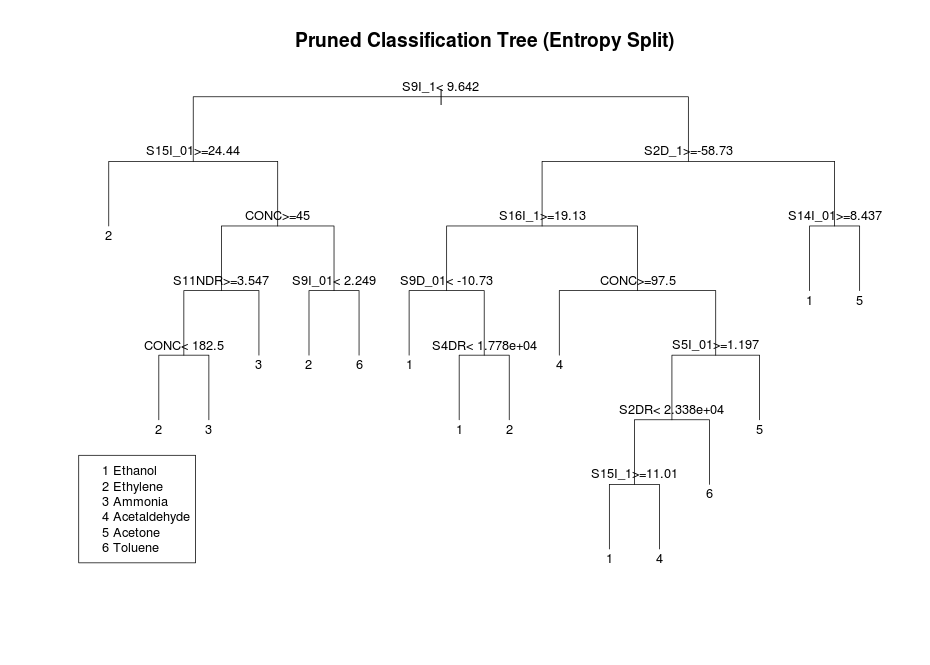 Pruned Classification Tree (Entropy Split)
S9I_1< 9.642
S15I_01>=24.44
S2D_1>=-58.73
2
CONC>=45
S16I_1>=19.13
S14I_01>=8.437
S11NDR>=3.547
S9I_01< 2.249
S9D_01< -10.73
CONC>=97.5
1
5
CONC< 182.5
3
2
6
1
S4DR< 1.778e+04
4
S5I_01>=1.197
2
3
1
2
S2DR< 2.338e+04
5
S15I_1>=11.01
6
1
4
1 Ethanol
2 Ethylene
3 Ammonia
4 Acetaldehyde
5 Acetone
6 Toluene